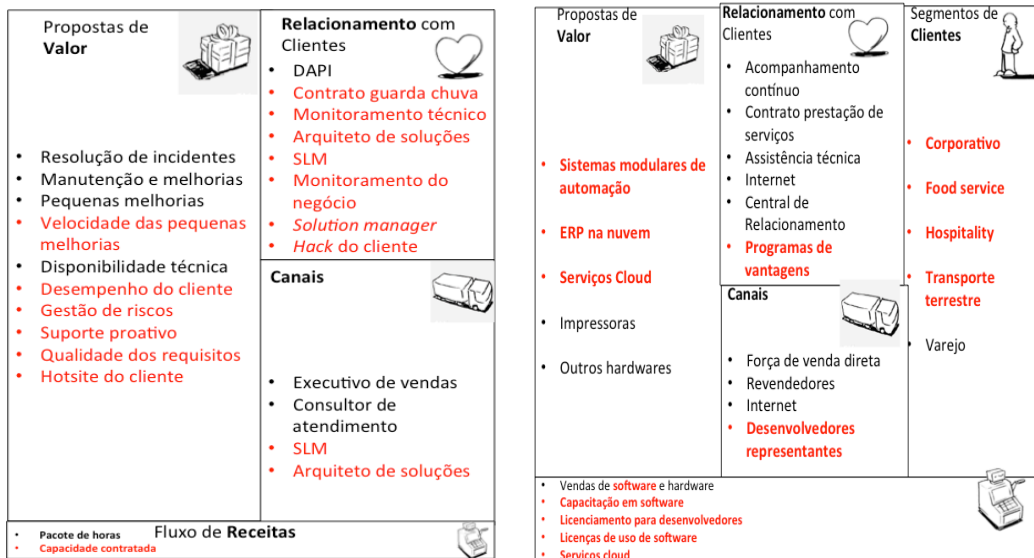 Propostas de
Valor
• Resolução de incidentes
• Manutenção e melhorias
• Pequenas melhorias
• Velocidade das pequenas
melhorias
• Disponibilidade técnica
• Desempenho do cliente
• Gestão de riscos
• Suporte proativo
• Qualidade dos requisitos
• Hotsite do cliente
Relacionamento com
Clientes
• DAPI
• Contrato guarda chuva
• Monitoramento técnico
• Arquiteto de soluções
• SLM
• Monitoramento do
negócio
• Solution manager
• Hack do cliente
Canais
• Executivo de vendas
• Consultor de
atendimento
• SLM
• Arquiteto de soluções
Fluxo de Receitas
• Pacote de horas
• Capacidade contratada
Propostas de
Valor
• Sistemas modulares de
automação
• ERP na nuvem
• Serviços Cloud
• Impressoras
• Outros hardwares
Relacionamento com
Clientes
• Acompanhamento
contínuo
• Contrato prestação de
serviços
• Assistência técnica
• Internet
• Central de
Relacionamento
• Programas de
vantagens
Canais
• Força de venda direta
• Revendedores
• Internet
• Desenvolvedores
representantes
Segmentos de
Clientes
• Corporativo
• Food service
• Hospitality
• Transporte
terrestre
• Varejo
• Vendas de software e hardware
• Capacitação em software
• Licenciamento para desenvolvedores
• Licenças de uso de software
• Serviços cloud